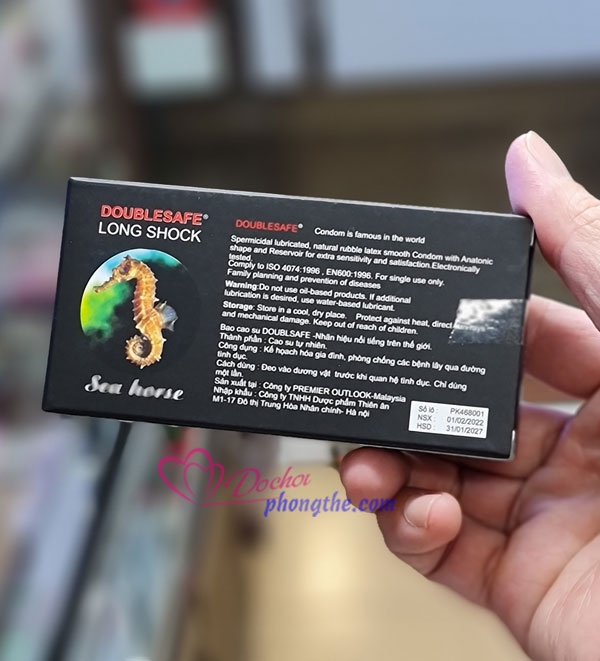 DOUBLESAFE®
LONG SHOCK
Sea horse
DOUBLESAFE® Condom is famous in the world
Spermicidal lubricated, natural rubble latex smooth Condom with Anatonic
shape and Reservoir for extra sensitivity and satisfaction.Electronically
tested.
Comply to ISO 4074:1996 , EN600:1996. For single use only.
Family planning and prevention of diseases
Warning:Do not use oil-based products. If additional
lubrication is desired, use water-based lubricant.
Storage: Store in a cool, dry place. Protect against heat, direct
and mechanical damage. Keep out of reach of children.
Bao cao su DOUBLSAFE -Nhãn hiệu nổi tiếng trên thế giới.
Thành phần : Cao su tự nhiên.
Công dụng : Kế hoạch hóa gia đình, phòng chống các bệnh lây qua đường
tình dục.
Cách dùng : Đeo vào dương vật trước khi quan hệ tình dục. Chỉ dùng
một lần.
Sản xuất tại : Công ty PREMIER OUTLOOK-Malaysia
Nhập khẩu : Công ty TNHH Dược phẩm Thiên ân
M1-17 Đô thị Trung Hòa Nhân chính- Hà nội
Số lô : PK468001
NSX : 01/02/2022
HSD : 31/01/2027
Dochoi
phongthe.com